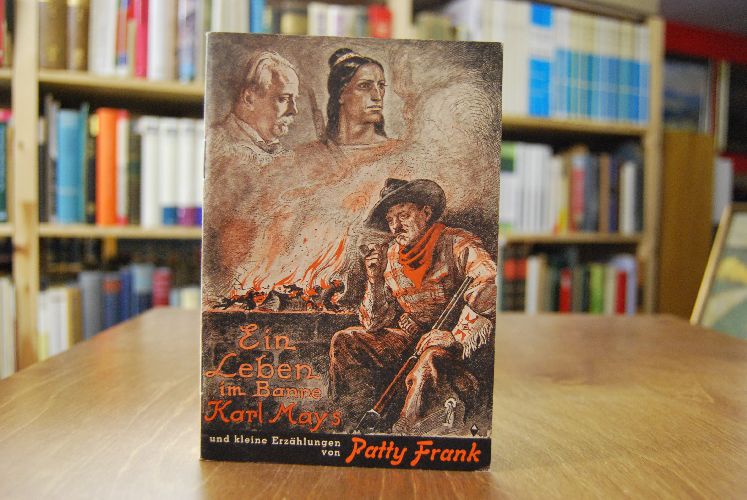 Ein
Leben
im Banne
Karl Mays
und kleine Erzählungen
von Patty Frank